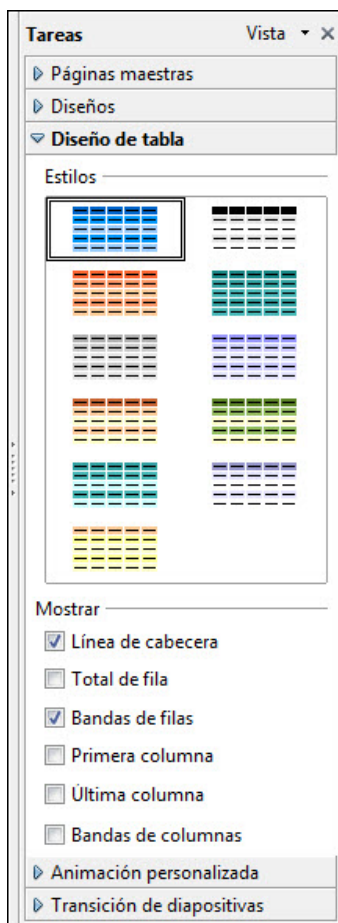 Tareas Vista
Páginas maestras
Diseños
Diseño de tabla
Estilos
Mostrar
Línea de cabecera
Total de fila
Bandas de filas
Primera columna
Última columna
Bandas de columnas
Animación personalizada
Transición de diapositivas